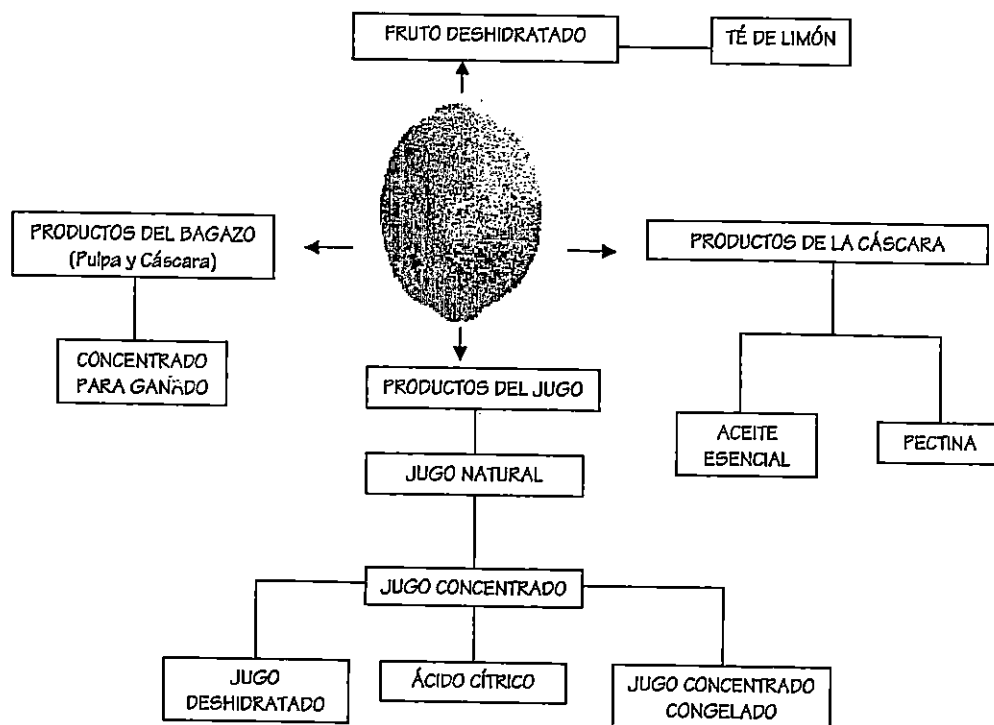 FRUTO DESHIDRATADO
TÉ DE LIMÓN
PRODUCTOS DEL BAGAZO
(Pulpa y Cáscara)
PRODUCTOS DE LA CÁSCARA
CONCENTRADO
PARA GANADO
PRODUCTOS DEL JUGO
ACEITE
ESENCIAL
PECTINA
JUGO NATURAL
JUGO CONCENTRADO
JUGO
DESHIDRATADO
ÁCIDO CÍTRICO
JUGO CONCENTRADO
CONGELADO